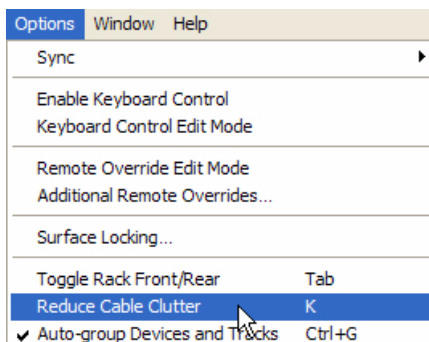 Options Window Help
Sync
Enable Keyboard Control
Keyboard Control Edit Mode
Remote Override Edit Mode
Additional Remote Overrides...
Surface Locking...
Toggle Rack Front/Rear Tab
Reduce Cable Clutter K
Auto-group Devices and Tracks Ctrl+G